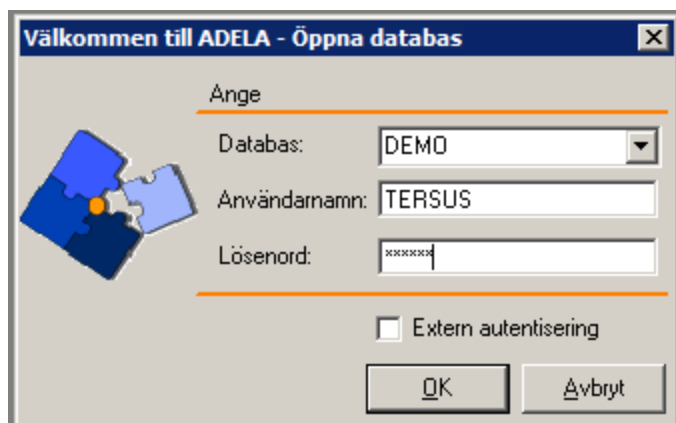 Välkommen till ADELA - Öppna databas
Ange
Databas: DEMO
Användarnamn: TERSUS
Lösenord: ******
Extern autentisering
OK Avbryt